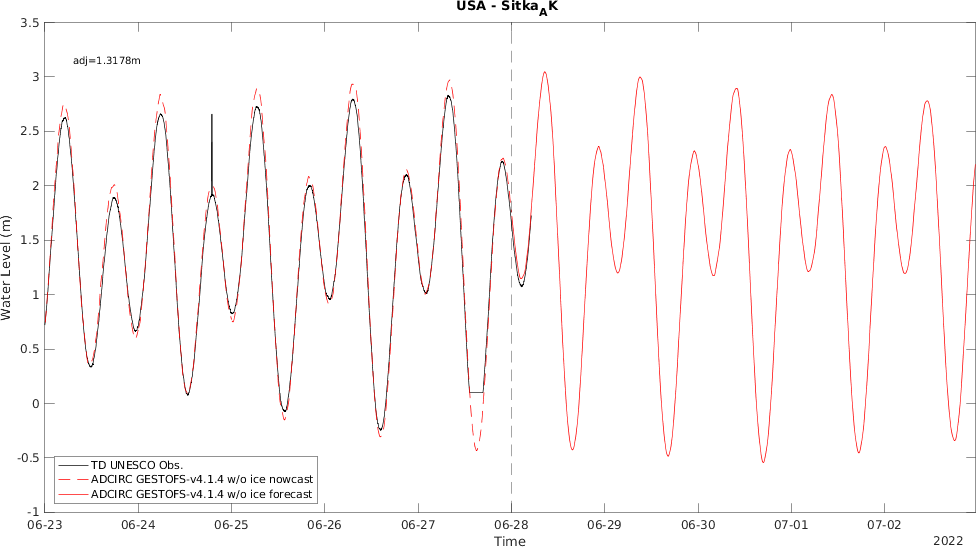 USA - Sitka_AK
3.5
adj=1.3178m
3
2.5
2
1.5
1
0.5
0
-0.5
-1
Water Level (m)
TD UNESCO Obs.
ADCIRC GESTOFS-v4.1.4 w/o ice nowcast
ADCIRC GESTOFS-v4.1.4 w/o ice forecast
06-23 06-24 06-25 06-26 06-27 06-28 06-29 06-30 07-01 07-02
Time
2022